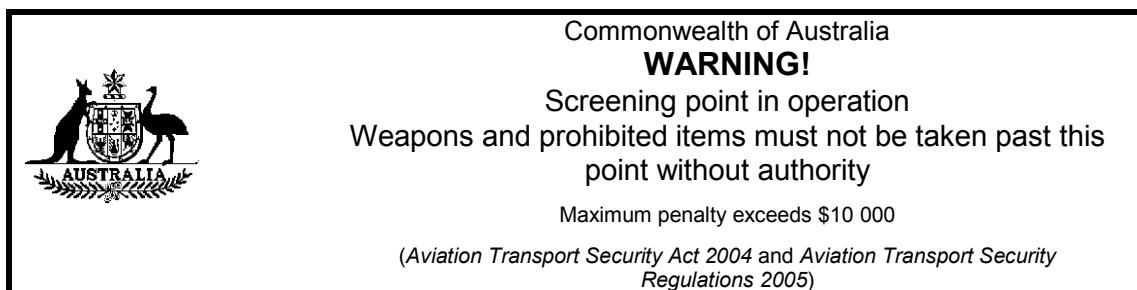 Commonwealth of Australia
WARNING!
Screening point in operation
Weapons and prohibited items must not be taken past this
point without authority
AUSTRALIA
Maximum penalty exceeds $10 000
(Aviation Transport Security Act 2004 and Aviation Transport Security
Regulations 2005)